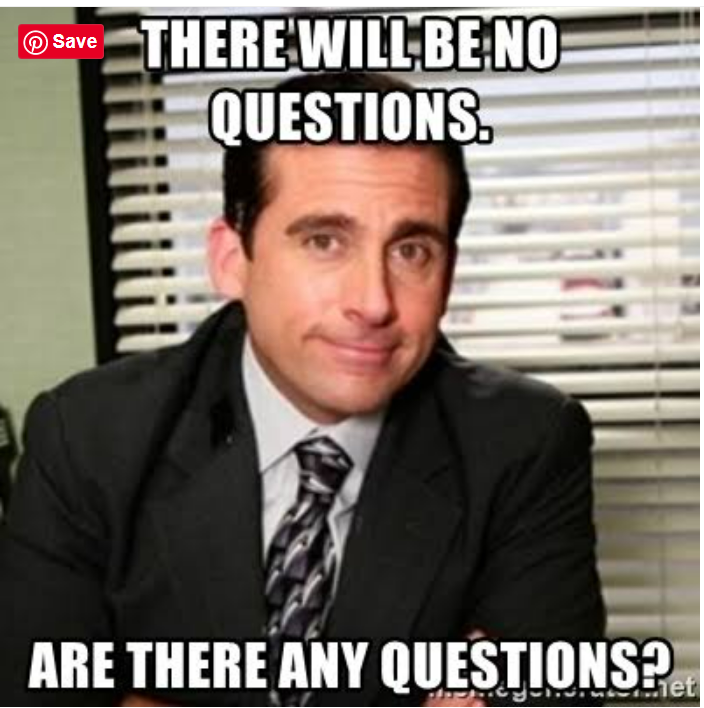 Save
THERE WILL BE NO
QUESTIONS.
ARE THERE ANY QUESTIONS?